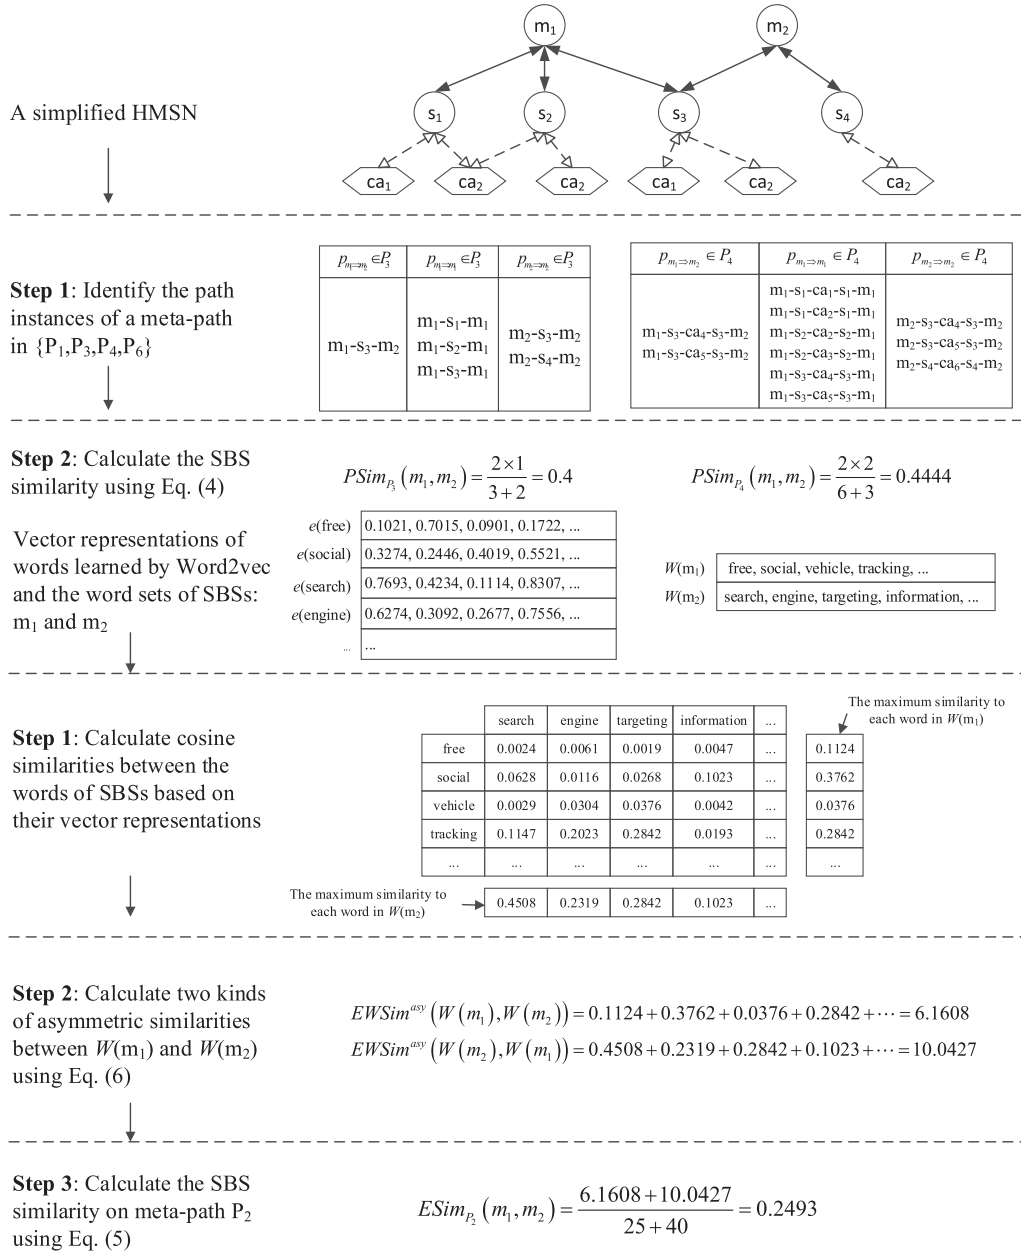 m1 m2
A simplified HMSN
s1 s2 s3 s4
ca1 ca2 ca2 ca1 ca2 ca2
Step 1: Identify the path
instances of a meta-path
in {P1,P3,P4,P6}
p m1⇒m2 ∈P3 p m1⇒m1 ∈P3 p m2⇒m2 ∈P3
m1-s3-m2
m1-s1-m1
m1-s2-m1
m1-s3-m1
m2-s3-m2
m2-s4-m2
p m1⇒m2 ∈ P4 p m1⇒m1 ∈ P4 p m2⇒m2 ∈ P4
m1-s3-ca4-s3-m2
m1-s3-ca5-s3-m2
m1-s1-ca1-s1-m1
m1-s1-ca2-s1-m1
m1-s2-ca2-s2-m1
m1-s2-ca3-s2-m1
m1-s3-ca4-s3-m1
m1-s3-ca5-s3-m1
m2-s3-ca4-s3-m2
m2-s3-ca5-s3-m2
m2-s4-ca6-s4-m2
Step 2: Calculate the SBS
similarity using Eq. (4)
PSimP3 (m1,m2) = 2×1 / 3+2 = 0.4
PSimP4 (m1,m2) = 2×2 / 6+3 = 0.4444
Vector representations of
words learned by Word2vec
and the word sets of SBSs:
m1 and m2
e(free) 0.1021, 0.7015, 0.0901, 0.1722, ...
e(social) 0.3274, 0.2446, 0.4019, 0.5521, ...
e(search) 0.7693, 0.4234, 0.1114, 0.8307, ...
e(engine) 0.6274, 0.3092, 0.2677, 0.7556, ...
... ...
W(m1) free, social, vehicle, tracking, ...
W(m2) search, engine, targeting, information, ...
Step 1: Calculate cosine
similarities between the
words of SBSs based on
their vector representations
The maximum similarity to
each word in W(m1)
search engine targeting information ...
free 0.0024 0.0061 0.0019 0.0047 ... 0.1124
social 0.0628 0.0116 0.0268 0.1023 ... 0.3762
vehicle 0.0029 0.0304 0.0376 0.0042 ... 0.0376
tracking 0.1147 0.2023 0.2842 0.0193 ... 0.2842
... ... ... ... ... ... ...
The maximum similarity to
each word in W(m2)
0.4508 0.2319 0.2842 0.1023 ...
Step 2: Calculate two kinds
of asymmetric similarities
between W(m1) and W(m2)
using Eq. (6)
EWSim^asy (W(m1),W(m2)) = 0.1124+0.3762+0.0376+0.2842+⋯ = 6.1608
EWSim^asy (W(m2),W(m1)) = 0.4508+0.2319+0.2842+0.1023+⋯ = 10.0427
Step 3: Calculate the SBS
similarity on meta-path P2
using Eq. (5)
ESimP2 (m1,m2) = 6.1608+10.0427 / 25+40 = 0.2493